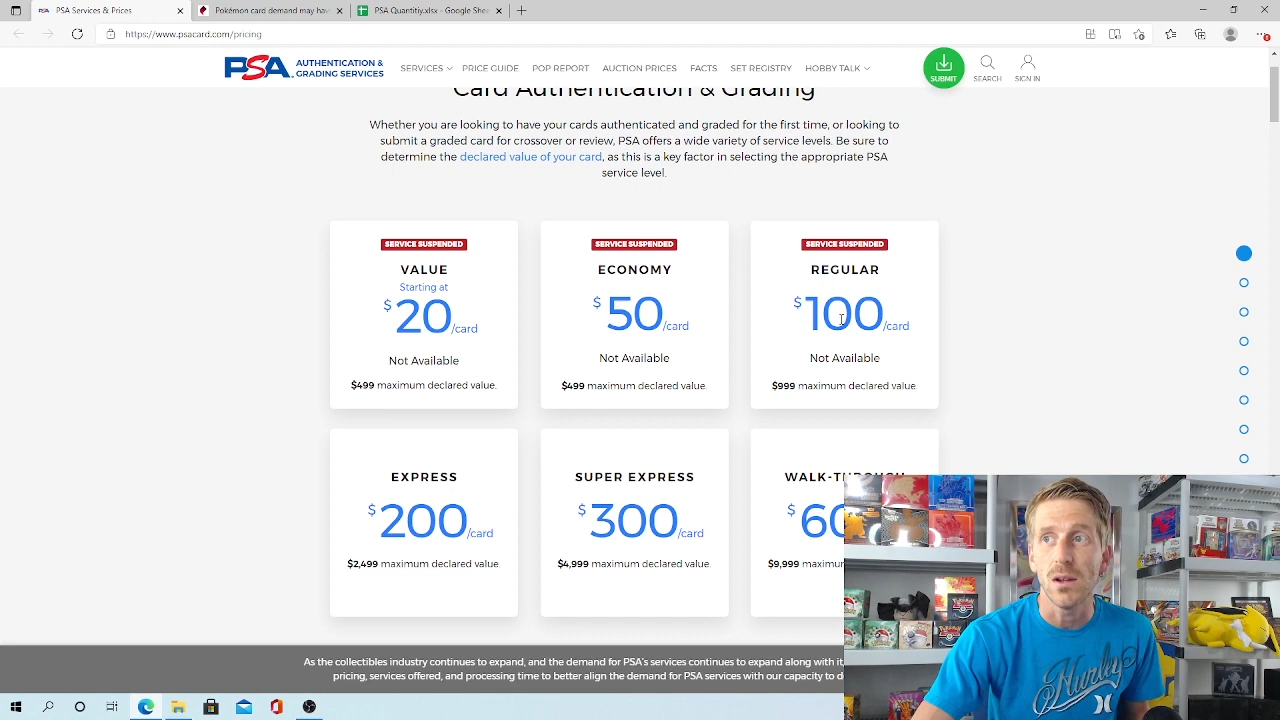 PSA Services & Prices
Pokémon card demand may have
PSA Quantitiy.xlsx - Google Shee
https://www.psacard.com/pricing
PSA AUTHENTICATION & GRADING SERVICES
SERVICES PRICE GUIDE POP REPORT AUCTION PRICES FACTS SET REGISTRY HOBBY TALK
SUBMIT SEARCH SIGN IN
Card Authentication & Grading
Whether you are looking to have your cards authenticated and graded for the first time, or looking to
submit a graded card for crossover or review, PSA offers a wide variety of service levels. Be sure to
determine the declared value of your card, as this is a key factor in selecting the appropriate PSA
service level.
SERVICE SUSPENDED
VALUE
Starting at
$20/card
Not Available
$499 maximum declared value.
SERVICE SUSPENDED
ECONOMY
$50/card
Not Available
$499 maximum declared value.
SERVICE SUSPENDED
REGULAR
$100/card
Not Available
$999 maximum declared value.
EXPRESS
$200/card
$2,499 maximum declared value.
SUPER EXPRESS
$300/card
$4,999 maximum declared value.
WALK-THROUGH
$60
$9,999 maximum
As the collectibles industry continues to expand, and the demand for PSA's services continues to expand along with it
pricing, services offered, and processing time to better align the demand for PSA services with our capacity to d
Hurley